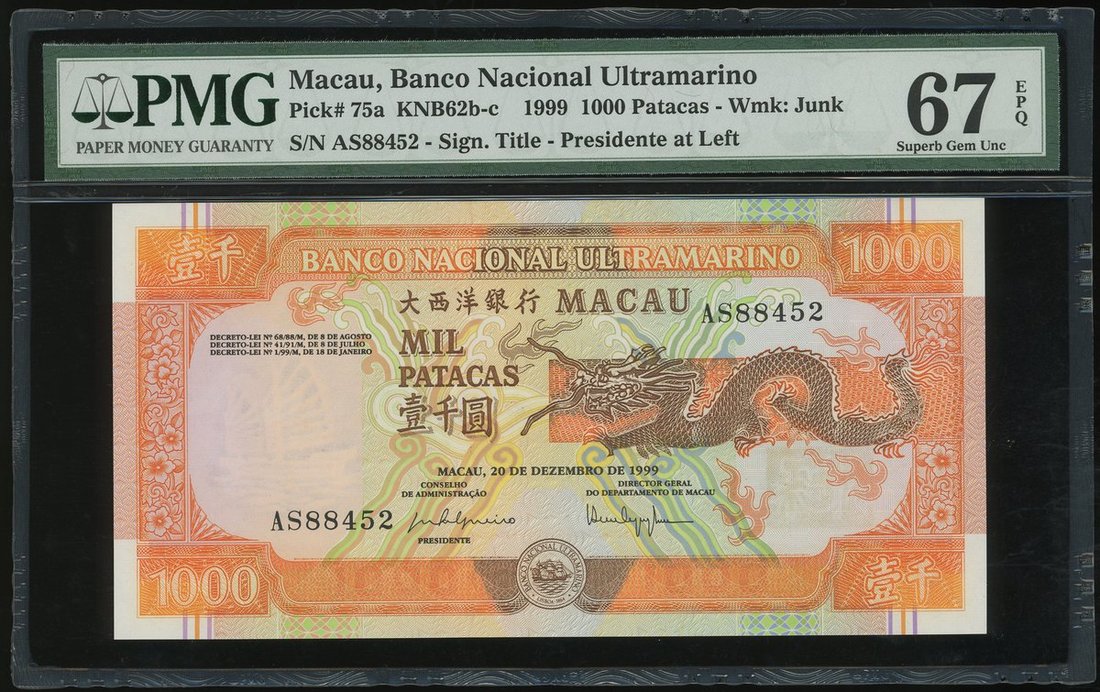 PMG
PAPER MONEY GUARANTY
Macau, Banco Nacional Ultramarino
Pick# 75a KNB62b-c 1999 1000 Patacas - Wmk: Junk
S/N AS88452 - Sign. Title - Presidente at Left
67
EPQ
Superb Gem Unc
壹千
BANCO NACIONAL ULTRAMARINO
1000
大西洋銀行 MACAU
AS88452
DECRETO-LEI Nº 68/88/M, DE 8 DE AGOSTO
DECRETO-LEI Nº 41/91/M, DE 8 DE JULHO
DECRETO-LEI Nº 1/99/M, DE 18 DE JANEIRO
MIL
PATACAS
壹千圓
MACAU, 20 DE DEZEMBRO DE 1999
CONSELHO
DE ADMINISTRAÇÃO
DIRECTOR GERAL
DO DEPARTAMENTO DE MACAU
AS88452
PRESIDENTE
1000
BANCO NACIONAL ULTRAMARINO
壹千